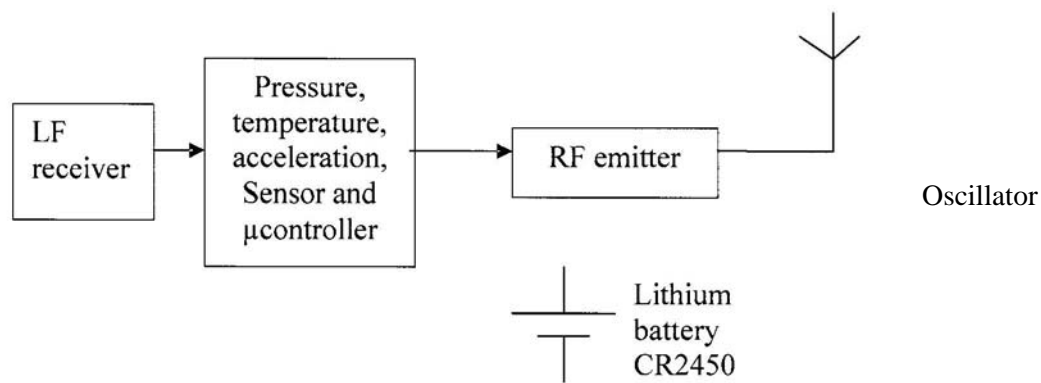 LF
receiver
Pressure,
temperature,
acceleration,
Sensor and
µcontroller
RF emitter
Oscillator
Lithium
battery
CR2450